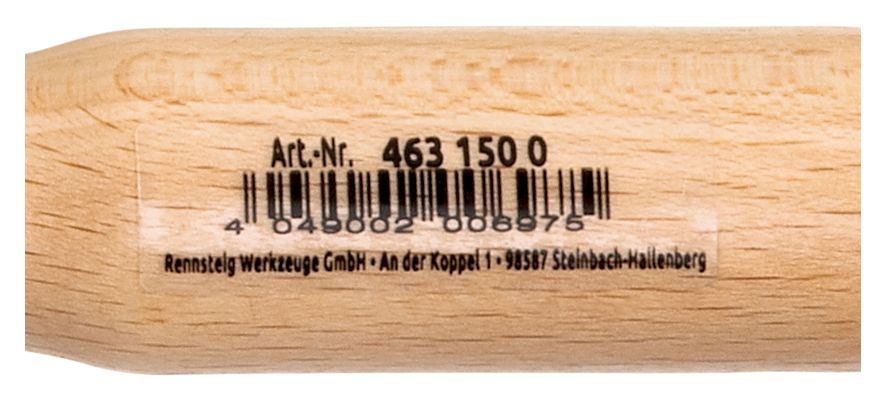 Art.-Nr. 463 150 0
4 049002 006975
Rennsteig Werkzeuge GmbH • An der Koppel 1 • 98587 Steinbach-Hallenberg